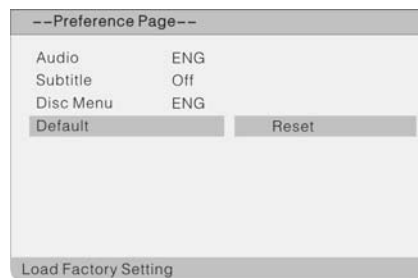 --Preference Page--
Audio ENG
Subtitle Off
Disc Menu ENG
Default Reset
Load Factory Setting